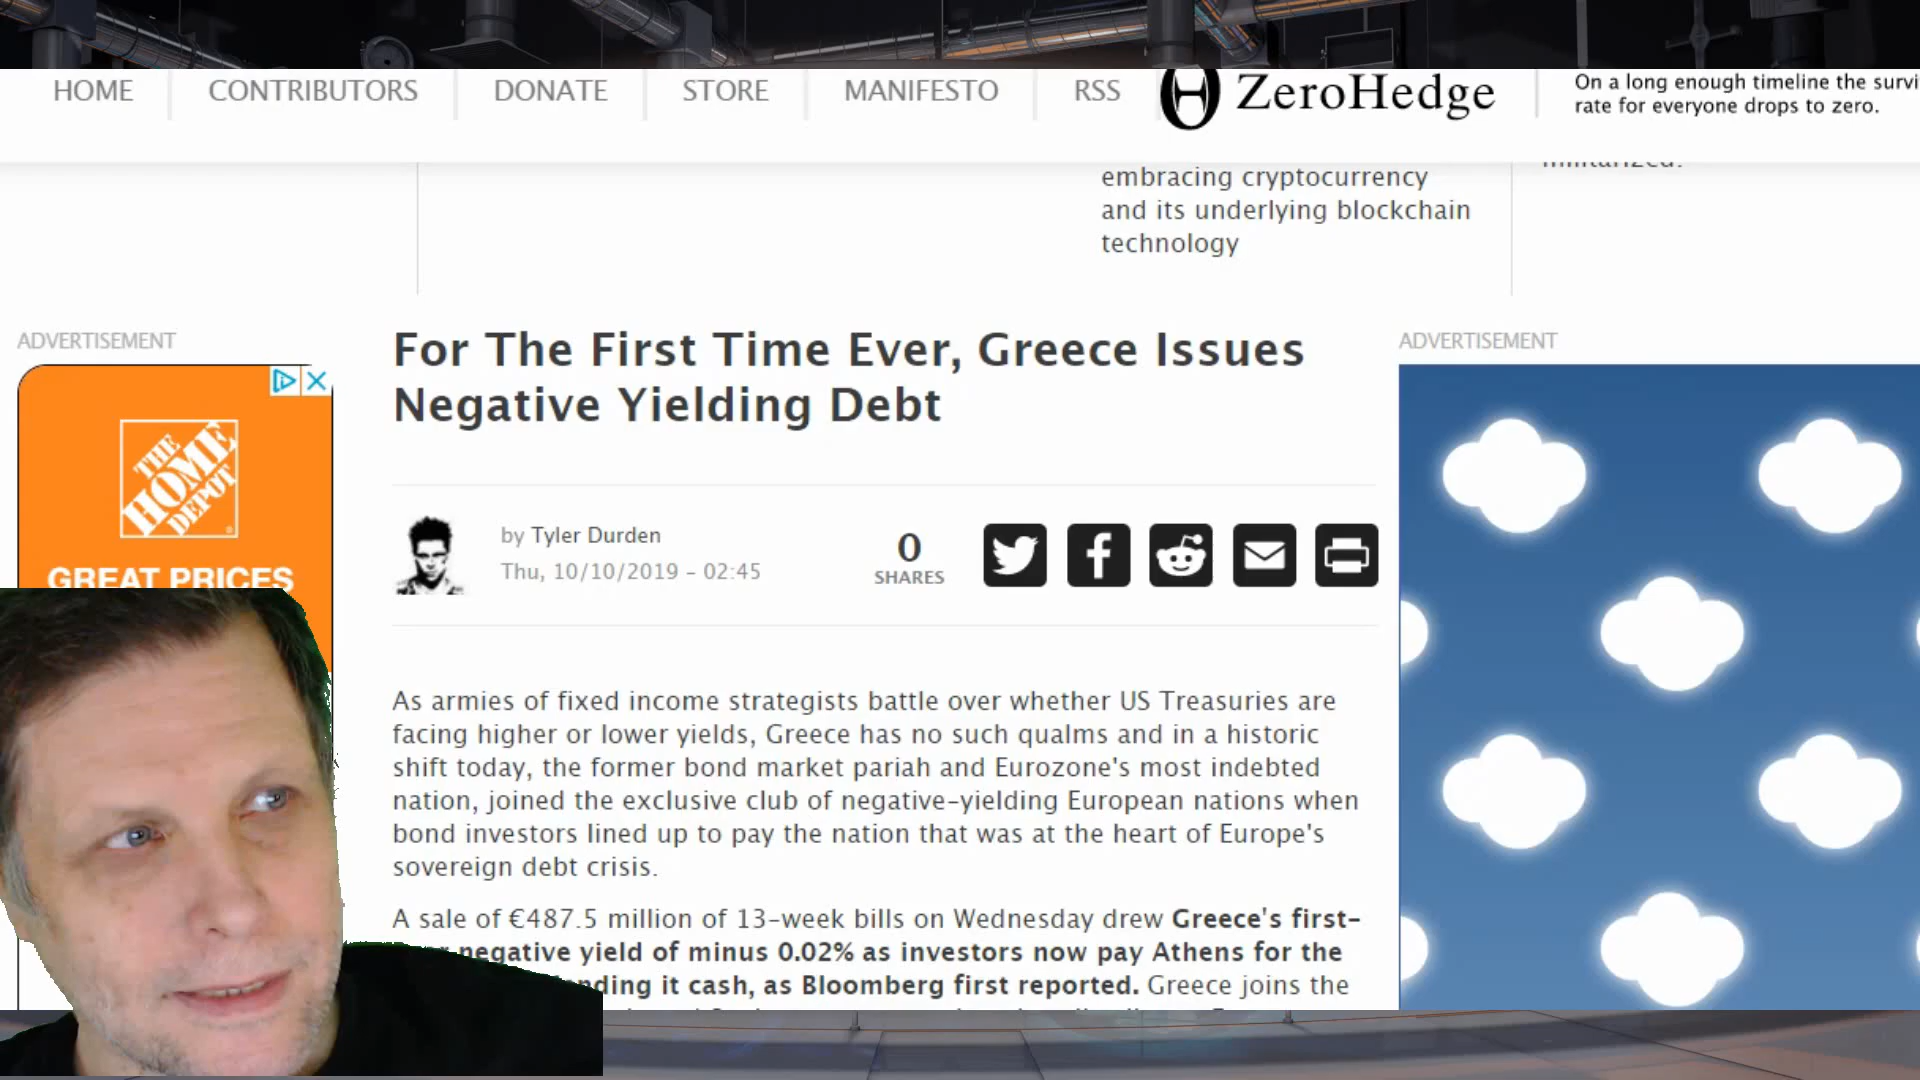 HOME
CONTRIBUTORS
DONATE
STORE
MANIFESTO
RSS
ZeroHedge
On a long enough timeline the survi
rate for everyone drops to zero.
embracing cryptocurrency
and its underlying blockchain
technology
ADVERTISEMENT
THE
HOME
DEPOT
GREAT PRICES
For The First Time Ever, Greece Issues
Negative Yielding Debt
by Tyler Durden
Thu, 10/10/2019 - 02:45
0
SHARES
ADVERTISEMENT
As armies of fixed income strategists battle over whether US Treasuries are
facing higher or lower yields, Greece has no such qualms and in a historic
shift today, the former bond market pariah and Eurozone's most indebted
nation, joined the exclusive club of negative-yielding European nations when
bond investors lined up to pay the nation that was at the heart of Europe's
sovereign debt crisis.
A sale of €487.5 million of 13-week bills on Wednesday drew Greece's first-
negative yield of minus 0.02% as investors now pay Athens for the
nding it cash, as Bloomberg first reported. Greece joins the